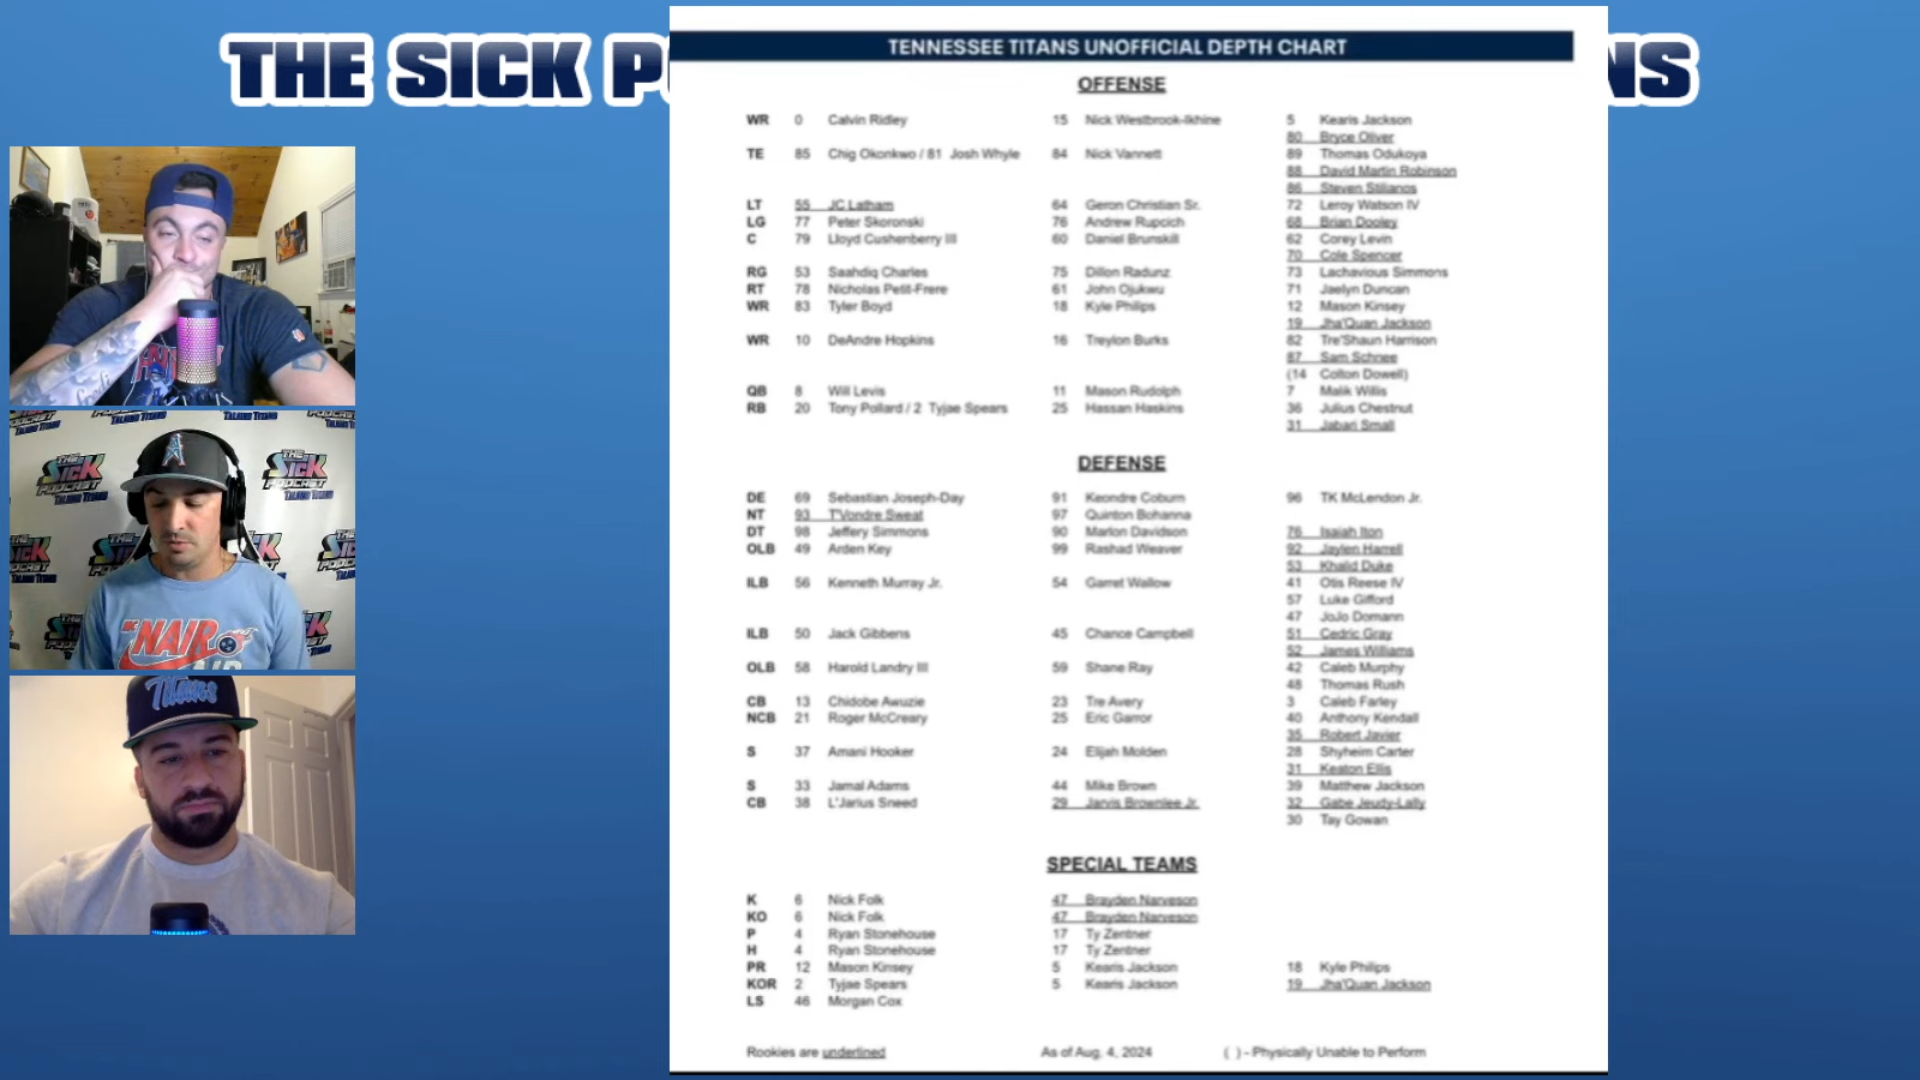 THE SICK P
NS
TENNESSEE TITANS UNOFFICIAL DEPTH CHART
OFFENSE
WR 0 Calvin Ridley 15 Nick Westbrook-Ikhine 5 Kearis Jackson
80 Bryce Oliver
TE 85 Chig Okonkwo / 81 Josh Whyle 84 Nick Vannett 89 Thomas Odukoya
88 David Martin Robinson
86 Steven Stilianos
LT 55 JC Latham 64 Geron Christian Sr. 72 Leroy Watson IV
LG 77 Peter Skoronski 76 Andrew Rupcich 68 Brian Dooley
C 79 Lloyd Cushenberry III 60 Daniel Brunskill 62 Corey Levin
70 Cole Spencer
RG 53 Saahdiq Charles 75 Dillon Radunz 73 Lachavious Simmons
RT 78 Nicholas Petit-Frere 61 John Ojukwu 71 Jaelyn Duncan
WR 83 Tyler Boyd 18 Kyle Philips 12 Mason Kinsey
19 Jha'Quan Jackson
WR 10 DeAndre Hopkins 16 Treylon Burks 82 Tre'Shaun Harrison
87 Sam Schnee
(14 Colton Dowell)
QB 8 Will Levis 11 Mason Rudolph 7 Malik Willis
RB 20 Tony Pollard / 2 Tyjae Spears 25 Hassan Haskins 36 Julius Chestnut
31 Jabari Small
DEFENSE
DE 69 Sebastian Joseph-Day 91 Keondre Coburn 96 TK McLendon Jr.
NT 93 T'Vondre Sweat 97 Quinton Bohanna
DT 98 Jeffery Simmons 90 Marlon Davidson 76 Isaiah Iton
OLB 49 Arden Key 99 Rashad Weaver 92 Jaylen Harrell
53 Khalid Duke
ILB 56 Kenneth Murray Jr. 54 Garret Wallow 41 Otis Reese IV
57 Luke Gifford
47 JoJo Domann
ILB 50 Jack Gibbens 45 Chance Campbell 51 Cedric Gray
52 James Williams
OLB 58 Harold Landry III 59 Shane Ray 42 Caleb Murphy
48 Thomas Rush
CB 13 Chidobe Awuzie 23 Tre Avery 3 Caleb Farley
NCB 21 Roger McCreary 25 Eric Garror 40 Anthony Kendall
35 Robert Javier
S 37 Amani Hooker 24 Elijah Molden 28 Shyheim Carter
31 Keaton Ellis
S 33 Jamal Adams 44 Mike Brown 39 Matthew Jackson
CB 38 L'Jarius Sneed 29 Jarvis Brownlee Jr. 32 Gabe Jeudy-Lally
30 Tay Gowan
SPECIAL TEAMS
K 6 Nick Folk 47 Brayden Narveson
KO 6 Nick Folk 47 Brayden Narveson
P 4 Ryan Stonehouse 17 Ty Zentner
H 4 Ryan Stonehouse 17 Ty Zentner
PR 12 Mason Kinsey 5 Kearis Jackson 18 Kyle Philips
KOR 2 Tyjae Spears 5 Kearis Jackson 19 Jha'Quan Jackson
LS 46 Morgan Cox
Rookies are underlined As of Aug. 4, 2024 ( ) - Physically Unable to Perform
THE SICK PODCAST
TALKING TITANS
THE SICK PODCAST
TALKING TITANS
NAIR
Titans